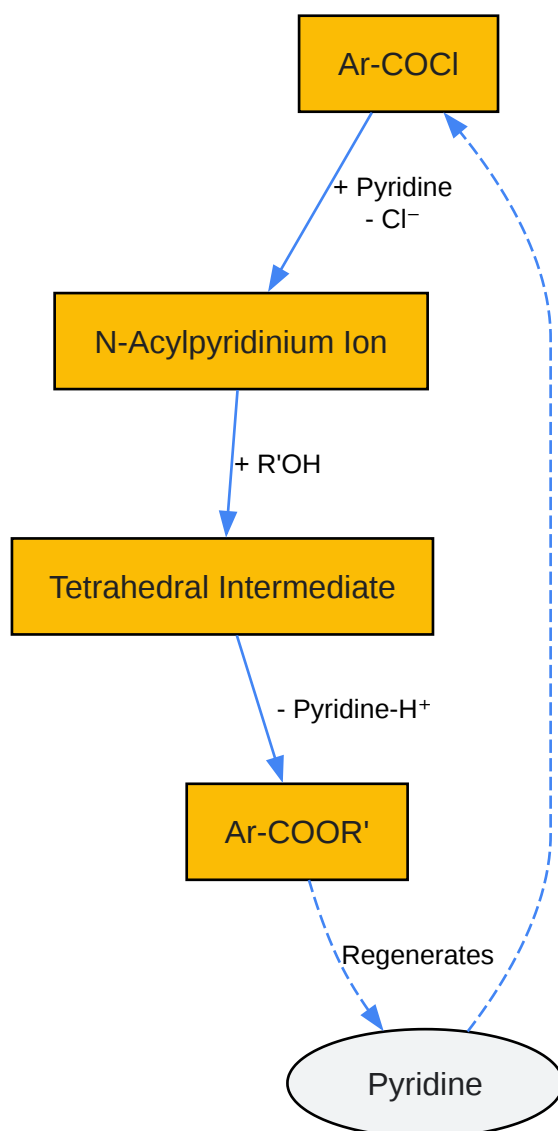 Ar-COCl
+ Pyridine
- Cl⁻
N-Acylpyridinium Ion
+ R'OH
Tetrahedral Intermediate
- Pyridine-H⁺
Ar-COOR'
Regenerates
Pyridine